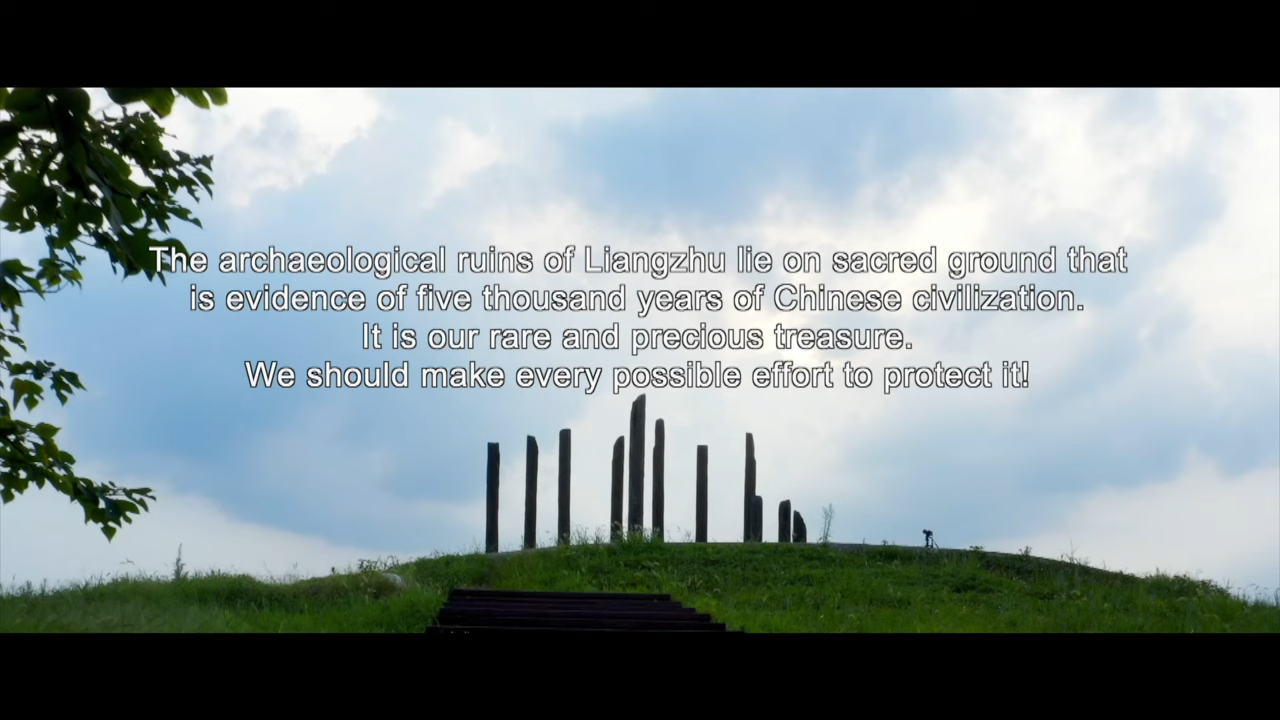 The archaeological ruins of Liangzhu lie on sacred ground that
is evidence of five thousand years of Chinese civilization.
It is our rare and precious treasure.
We should make every possible effort to protect it!